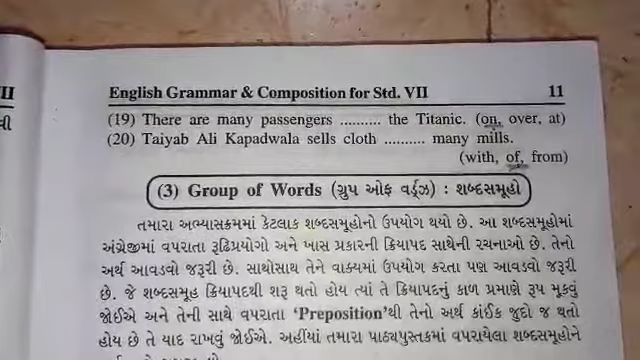 English Grammar & Composition for Std. VII 11
(19) There are many passengers .......... the Titanic. (on, over, at)
(20) Taiyab Ali Kapadwala sells cloth .......... many mills.
(with, of, from)
(3) Group of Words (ગ્રુપ ઓફ વર્ડ્ઝ) : શબ્દસમૂહો
તમારા અભ્યાસક્રમમાં કેટલાક શબ્દસમૂહોનો ઉપયોગ થયો છે. આ શબ્દસમૂહોમાં
અંગ્રેજીમાં વપરાતા રૂઢિપ્રયોગો અને ખાસ પ્રકારની ક્રિયાપદ સાથેની રચનાઓ છે. તેનો
અર્થ આવડવો જરૂરી છે. સાથોસાથ તેને વાક્યમાં ઉપયોગ કરતા પણ આવડવો જરૂરી
છે. જે શબ્દસમૂહ ક્રિયાપદથી શરૂ થતો હોય ત્યાં તે ક્રિયાપદનું કાળ પ્રમાણે રૂપ મૂકવું
જોઈએ અને તેની સાથે વપરાતા 'Preposition'થી તેનો અર્થ કાંઈક જુદો જ થતો
હોય છે તે યાદ રાખવું જોઈએ. અહીંયાં તમારા પાઠ્યપુસ્તકમાં વપરાયેલા શબ્દસમૂહોને